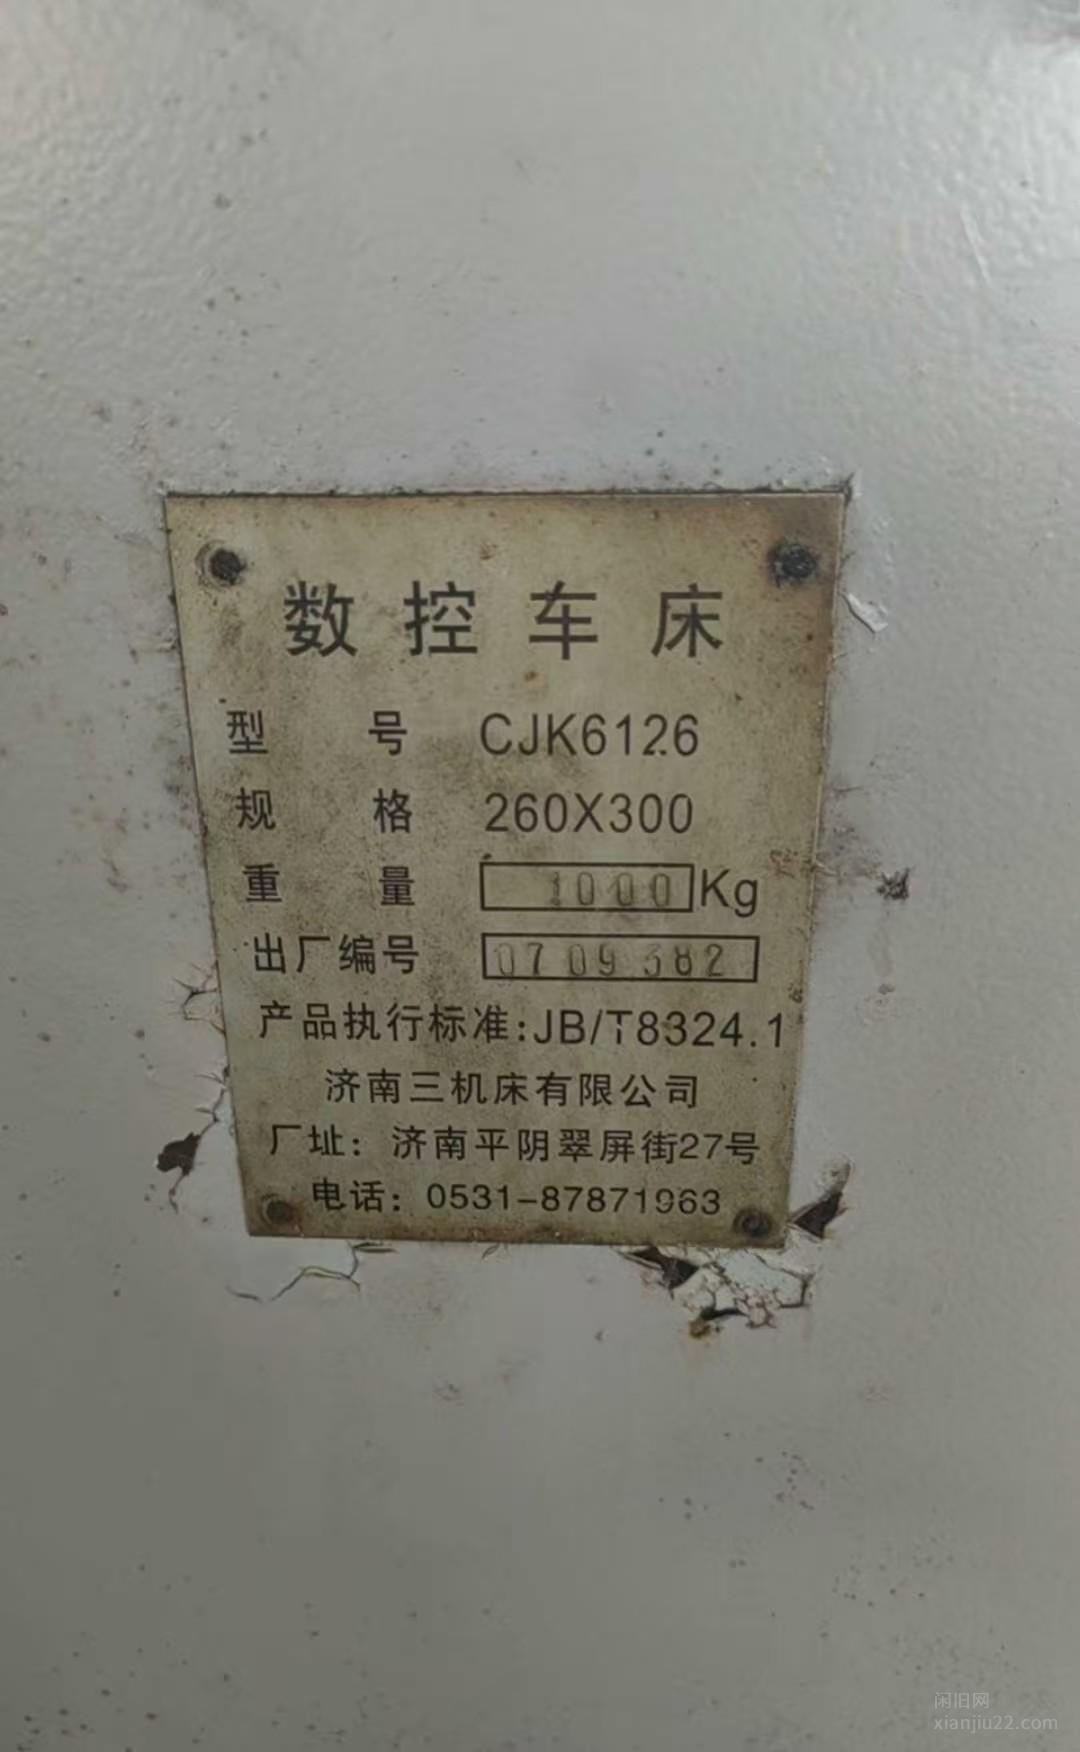 数控车床
型号 CJK6126
规格 260X300
重量 1000 Kg
出厂编号 0709382
产品执行标准:JB/T8324.1
济南三机床有限公司
厂址：济南平阴翠屏街27号
电话：0531-87871963
闲旧网
xianjiu22.com